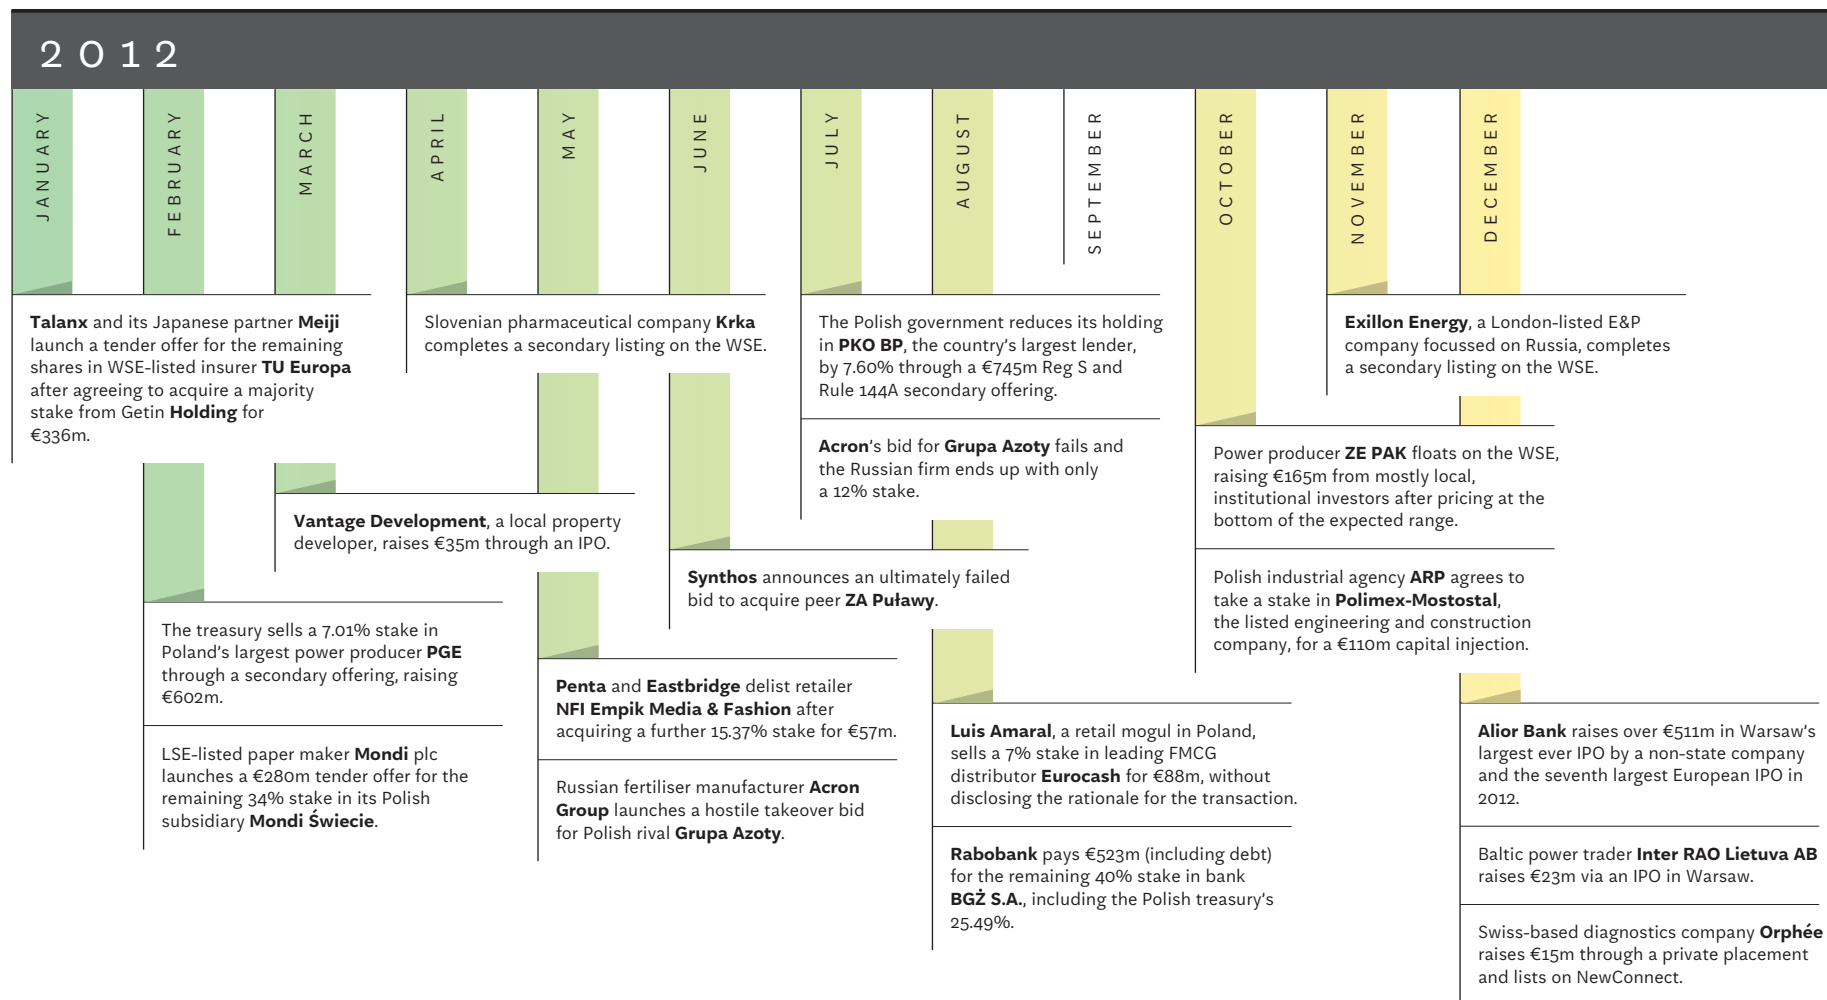 2012
JANUARY
FEBRUARY
MARCH
APRIL
MAY
JUNE
JULY
AUGUST
SEPTEMBER
OCTOBER
NOVEMBER
DECEMBER
Talanx and its Japanese partner Meiji
launch a tender offer for the remaining
shares in WSE-listed insurer TU Europa
after agreeing to acquire a majority
stake from Getin Holding for
€336m.
The treasury sells a 7.01% stake in
Poland's largest power producer PGE
through a secondary offering, raising
€602m.
LSE-listed paper maker Mondi plc
launches a €280m tender offer for the
remaining 34% stake in its Polish
subsidiary Mondi Świecie.
Vantage Development, a local property
developer, raises €35m through an IPO.
Slovenian pharmaceutical company Krka
completes a secondary listing on the WSE.
Penta and Eastbridge delist retailer
NFI Empik Media & Fashion after
acquiring a further 15.37% stake for €57m.
Russian fertiliser manufacturer Acron
Group launches a hostile takeover bid
for Polish rival Grupa Azoty.
Synthos announces an ultimately failed
bid to acquire peer ZA Puławy.
The Polish government reduces its holding
in PKO BP, the country's largest lender,
by 7.60% through a €745m Reg S and
Rule 144A secondary offering.
Acron's bid for Grupa Azoty fails and
the Russian firm ends up with only
a 12% stake.
Luis Amaral, a retail mogul in Poland,
sells a 7% stake in leading FMCG
distributor Eurocash for €88m, without
disclosing the rationale for the transaction.
Rabobank pays €523m (including debt)
for the remaining 40% stake in bank
BGŻ S.A., including the Polish treasury's
25.49%.
Power producer ZE PAK floats on the WSE,
raising €165m from mostly local,
institutional investors after pricing at the
bottom of the expected range.
Polish industrial agency ARP agrees to
take a stake in Polimex-Mostostal,
the listed engineering and construction
company, for a €110m capital injection.
Exillon Energy, a London-listed E&P
company focussed on Russia, completes
a secondary listing on the WSE.
Alior Bank raises over €511m in Warsaw's
largest ever IPO by a non-state company
and the seventh largest European IPO in
2012.
Baltic power trader Inter RAO Lietuva AB
raises €23m via an IPO in Warsaw.
Swiss-based diagnostics company Orphée
raises €15m through a private placement
and lists on NewConnect.